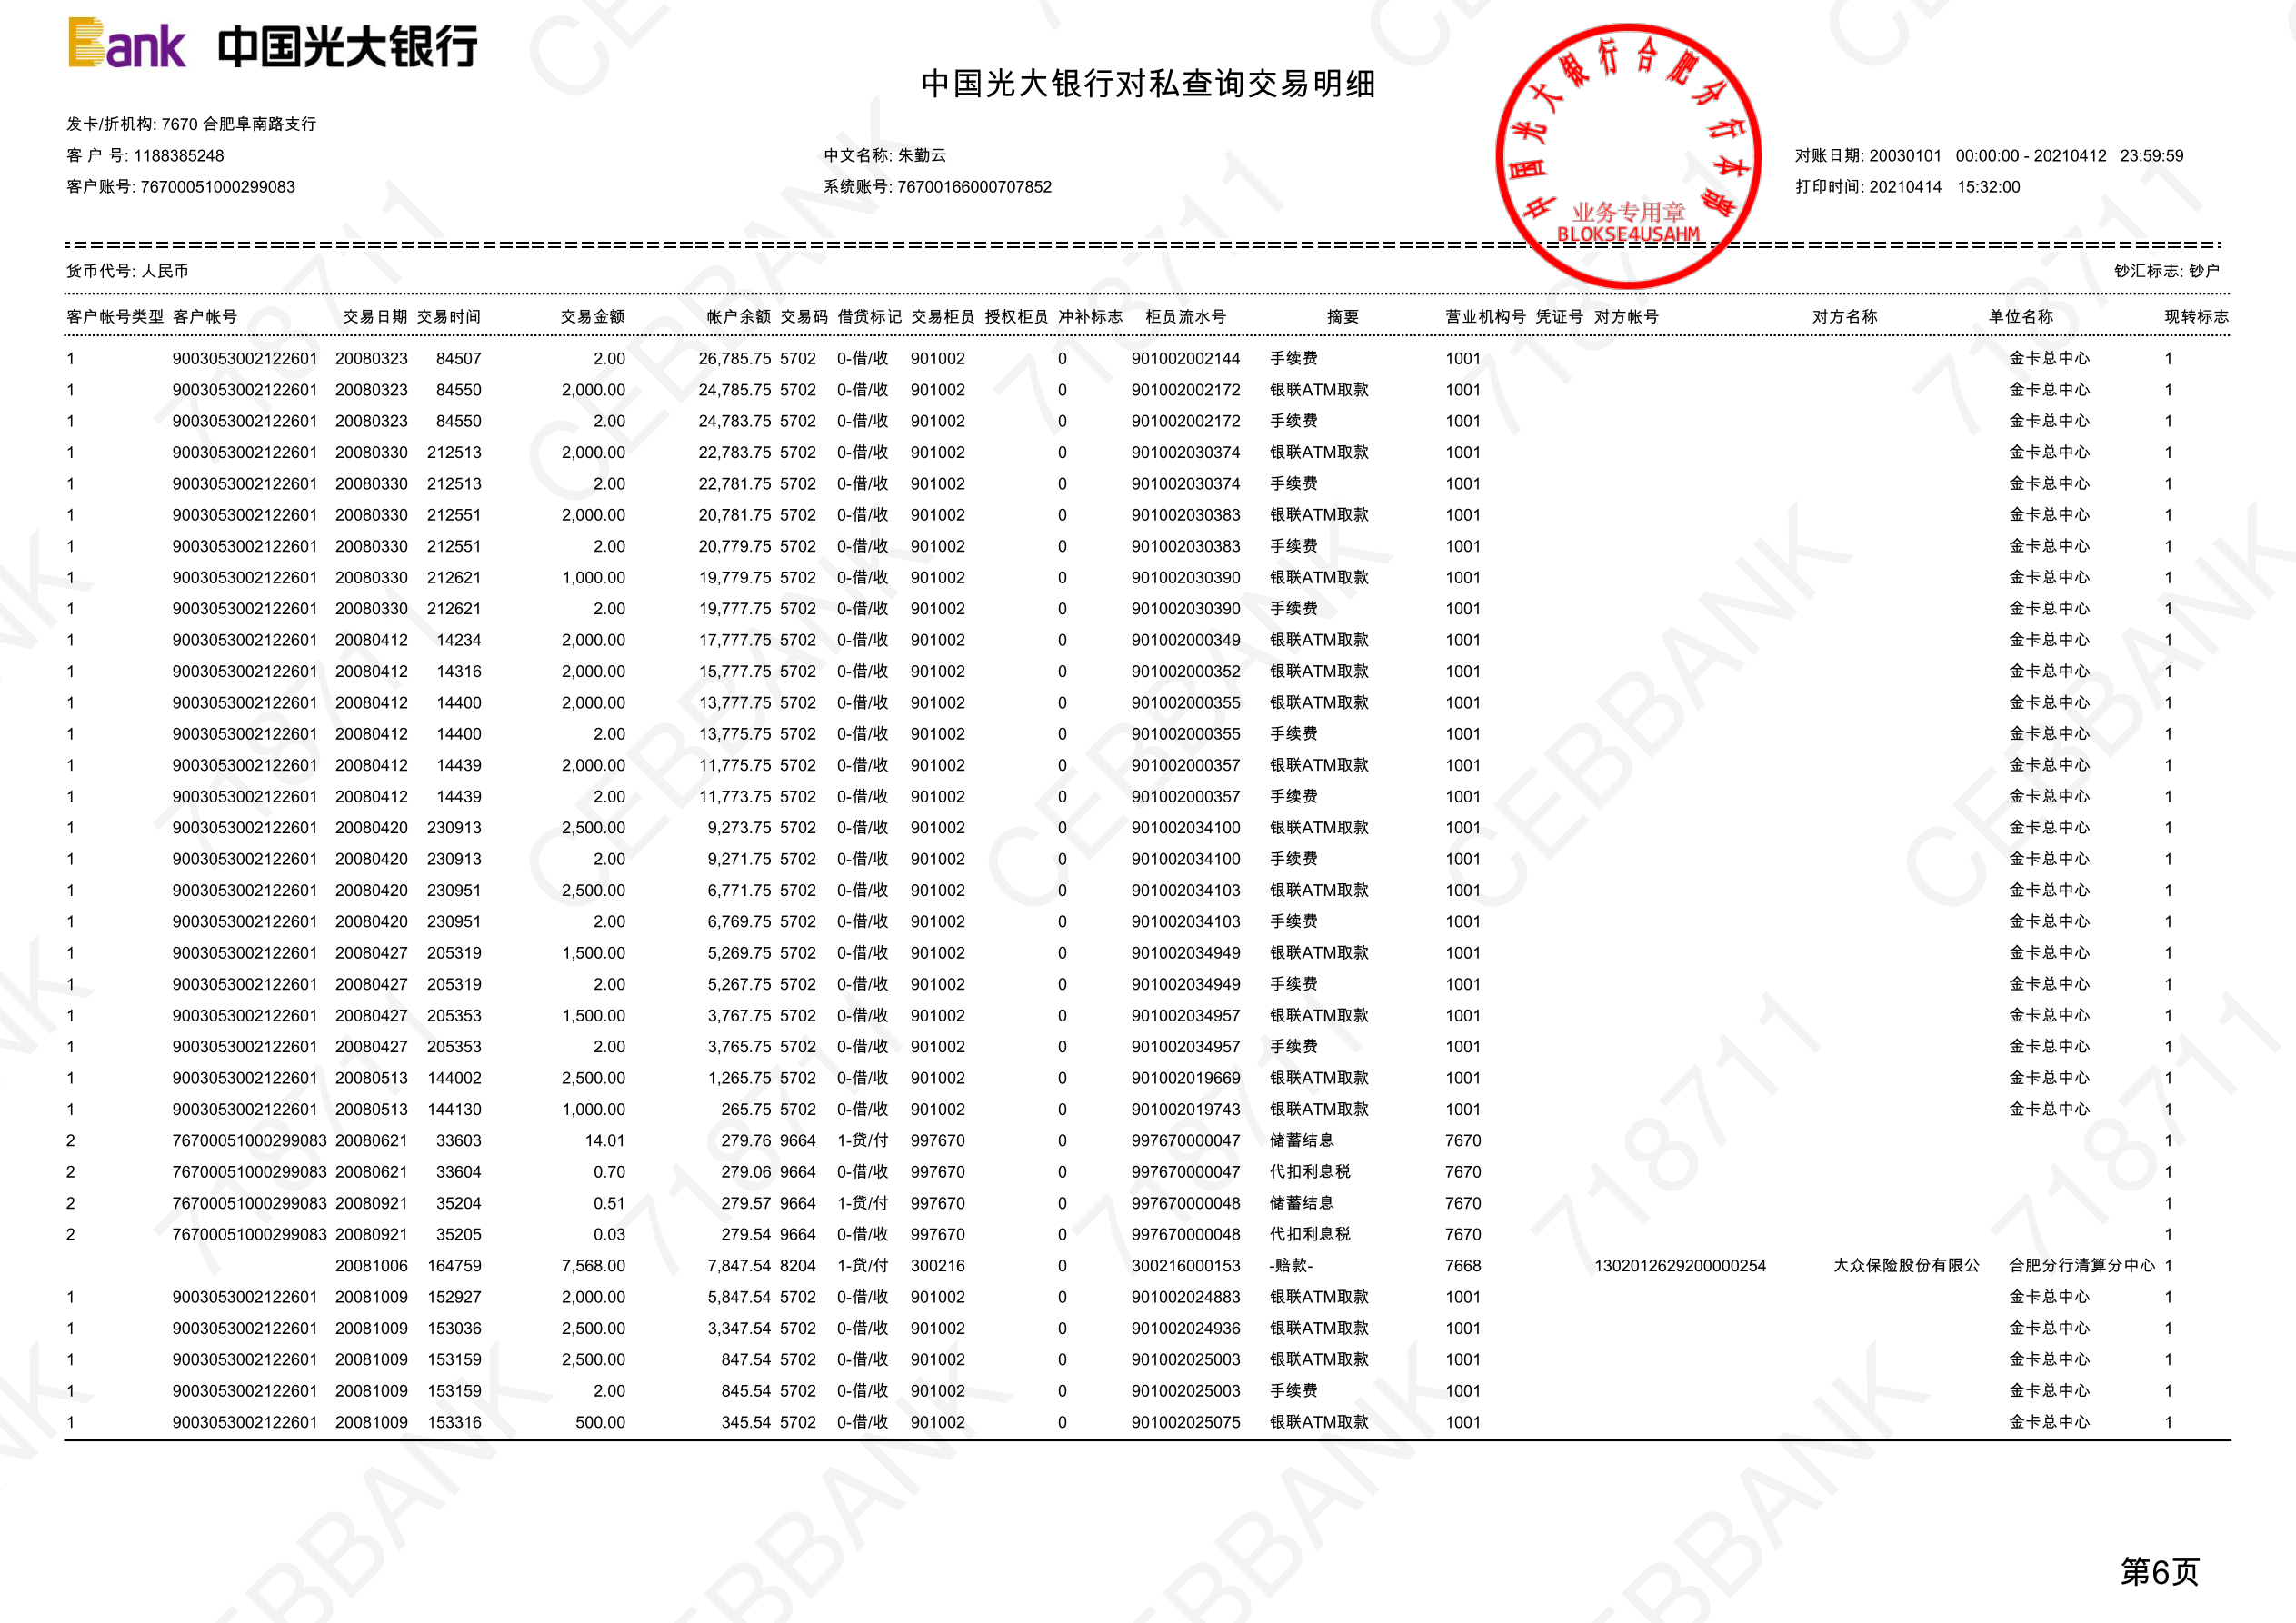 Bank 中国光大银行
中国光大银行对私查询交易明细
中国光大银行合肥分行本部
业务专用章
BLOKSE4USAHM
发卡/折机构: 7670 合肥阜南路支行
客 户 号: 1188385248 中文名称: 朱勤云 对账日期: 20030101 00:00:00 - 20210412 23:59:59
客户账号: 76700051000299083 系统账号: 76700166000707852 打印时间: 20210414 15:32:00
货币代号: 人民币 钞汇标志: 钞户
客户帐号类型 客户帐号 交易日期 交易时间 交易金额 帐户余额 交易码 借贷标记 交易柜员 授权柜员 冲补标志 柜员流水号 摘要 营业机构号 凭证号 对方帐号 对方名称 单位名称 现转标志
1 9003053002122601 20080323 84507 2.00 26,785.75 5702 0-借/收 901002 0 901002002144 手续费 1001 金卡总中心 1
1 9003053002122601 20080323 84550 2,000.00 24,785.75 5702 0-借/收 901002 0 901002002172 银联ATM取款 1001 金卡总中心 1
1 9003053002122601 20080323 84550 2.00 24,783.75 5702 0-借/收 901002 0 901002002172 手续费 1001 金卡总中心 1
1 9003053002122601 20080330 212513 2,000.00 22,783.75 5702 0-借/收 901002 0 901002030374 银联ATM取款 1001 金卡总中心 1
1 9003053002122601 20080330 212513 2.00 22,781.75 5702 0-借/收 901002 0 901002030374 手续费 1001 金卡总中心 1
1 9003053002122601 20080330 212551 2,000.00 20,781.75 5702 0-借/收 901002 0 901002030383 银联ATM取款 1001 金卡总中心 1
1 9003053002122601 20080330 212551 2.00 20,779.75 5702 0-借/收 901002 0 901002030383 手续费 1001 金卡总中心 1
1 9003053002122601 20080330 212621 1,000.00 19,779.75 5702 0-借/收 901002 0 901002030390 银联ATM取款 1001 金卡总中心 1
1 9003053002122601 20080330 212621 2.00 19,777.75 5702 0-借/收 901002 0 901002030390 手续费 1001 金卡总中心 1
1 9003053002122601 20080412 14234 2,000.00 17,777.75 5702 0-借/收 901002 0 901002000349 银联ATM取款 1001 金卡总中心 1
1 9003053002122601 20080412 14316 2,000.00 15,777.75 5702 0-借/收 901002 0 901002000352 银联ATM取款 1001 金卡总中心 1
1 9003053002122601 20080412 14400 2,000.00 13,777.75 5702 0-借/收 901002 0 901002000355 银联ATM取款 1001 金卡总中心 1
1 9003053002122601 20080412 14400 2.00 13,775.75 5702 0-借/收 901002 0 901002000355 手续费 1001 金卡总中心 1
1 9003053002122601 20080412 14439 2,000.00 11,775.75 5702 0-借/收 901002 0 901002000357 银联ATM取款 1001 金卡总中心 1
1 9003053002122601 20080412 14439 2.00 11,773.75 5702 0-借/收 901002 0 901002000357 手续费 1001 金卡总中心 1
1 9003053002122601 20080420 230913 2,500.00 9,273.75 5702 0-借/收 901002 0 901002034100 银联ATM取款 1001 金卡总中心 1
1 9003053002122601 20080420 230913 2.00 9,271.75 5702 0-借/收 901002 0 901002034100 手续费 1001 金卡总中心 1
1 9003053002122601 20080420 230951 2,500.00 6,771.75 5702 0-借/收 901002 0 901002034103 银联ATM取款 1001 金卡总中心 1
1 9003053002122601 20080420 230951 2.00 6,769.75 5702 0-借/收 901002 0 901002034103 手续费 1001 金卡总中心 1
1 9003053002122601 20080427 205319 1,500.00 5,269.75 5702 0-借/收 901002 0 901002034949 银联ATM取款 1001 金卡总中心 1
1 9003053002122601 20080427 205319 2.00 5,267.75 5702 0-借/收 901002 0 901002034949 手续费 1001 金卡总中心 1
1 9003053002122601 20080427 205353 1,500.00 3,767.75 5702 0-借/收 901002 0 901002034957 银联ATM取款 1001 金卡总中心 1
1 9003053002122601 20080427 205353 2.00 3,765.75 5702 0-借/收 901002 0 901002034957 手续费 1001 金卡总中心 1
1 9003053002122601 20080513 144002 2,500.00 1,265.75 5702 0-借/收 901002 0 901002019669 银联ATM取款 1001 金卡总中心 1
1 9003053002122601 20080513 144130 1,000.00 265.75 5702 0-借/收 901002 0 901002019743 银联ATM取款 1001 金卡总中心 1
2 76700051000299083 20080621 33603 14.01 279.76 9664 1-贷/付 997670 0 997670000047 储蓄结息 7670 1
2 76700051000299083 20080621 33604 0.70 279.06 9664 0-借/收 997670 0 997670000047 代扣利息税 7670 1
2 76700051000299083 20080921 35204 0.51 279.57 9664 1-贷/付 997670 0 997670000048 储蓄结息 7670 1
2 76700051000299083 20080921 35205 0.03 279.54 9664 0-借/收 997670 0 997670000048 代扣利息税 7670 1
20081006 164759 7,568.00 7,847.54 8204 1-贷/付 300216 0 300216000153 -赔款- 7668 1302012629200000254 大众保险股份有限公 合肥分行清算分中心 1
1 9003053002122601 20081009 152927 2,000.00 5,847.54 5702 0-借/收 901002 0 901002024883 银联ATM取款 1001 金卡总中心 1
1 9003053002122601 20081009 153036 2,500.00 3,347.54 5702 0-借/收 901002 0 901002024936 银联ATM取款 1001 金卡总中心 1
1 9003053002122601 20081009 153159 2,500.00 847.54 5702 0-借/收 901002 0 901002025003 银联ATM取款 1001 金卡总中心 1
1 9003053002122601 20081009 153159 2.00 845.54 5702 0-借/收 901002 0 901002025003 手续费 1001 金卡总中心 1
1 9003053002122601 20081009 153316 500.00 345.54 5702 0-借/收 901002 0 901002025075 银联ATM取款 1001 金卡总中心 1
第6页